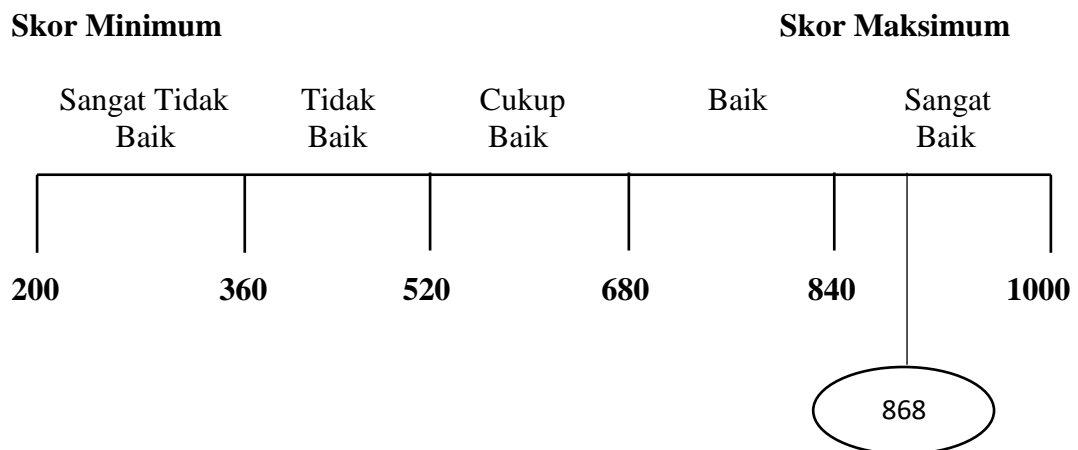 Skor Minimum Skor Maksimum
Sangat Tidak Tidak Cukup Baik Sangat
Baik Baik Baik Baik
200 360 520 680 840 1000
868